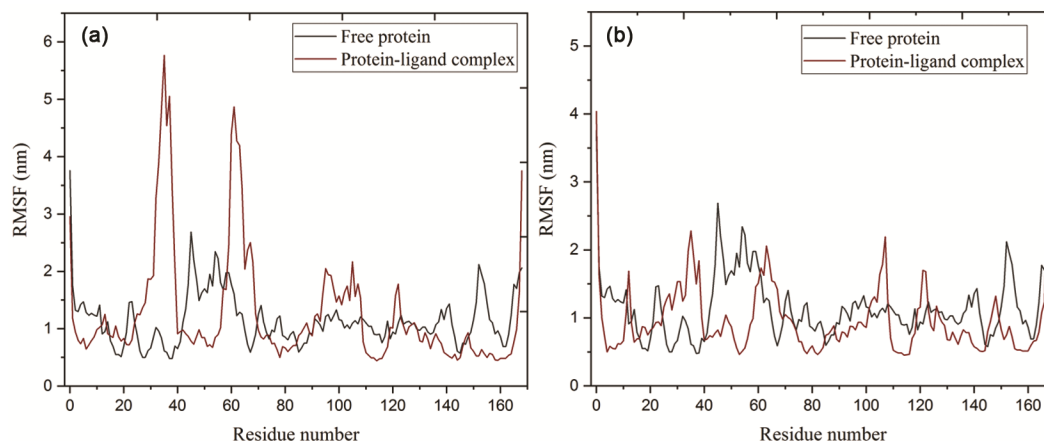 (a)
Free protein
Protein-ligand complex
RMSF (nm)
6
5
4
3
2
1
0
0 20 40 60 80 100 120 140 160
Residue number
(b)
Free protein
Protein-ligand complex
RMSF (nm)
5
4
3
2
1
0
0 20 40 60 80 100 120 140 160
Residue number